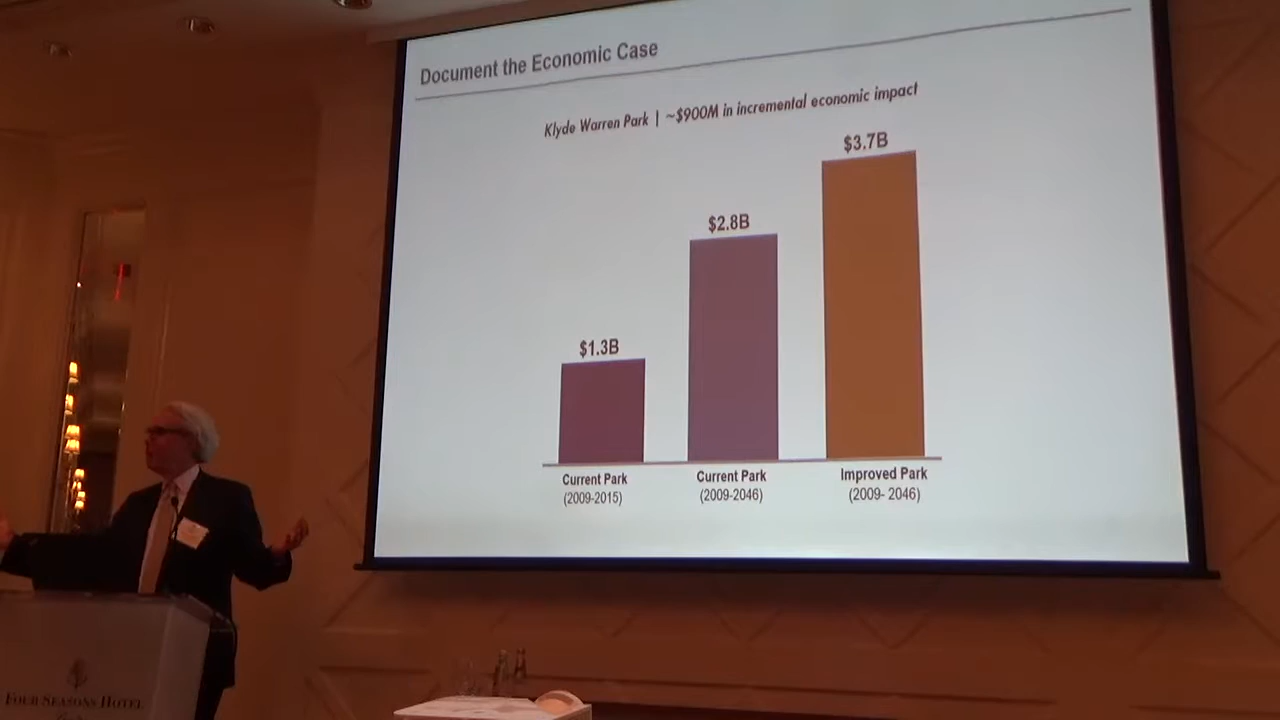 Document the Economic Case
Klyde Warren Park | ~$900M in incremental economic impact
$3.7B
$2.8B
$1.3B
Current Park
(2009-2015)
Current Park
(2009-2046)
Improved Park
(2009- 2046)
FOUR SEASONS HOTEL